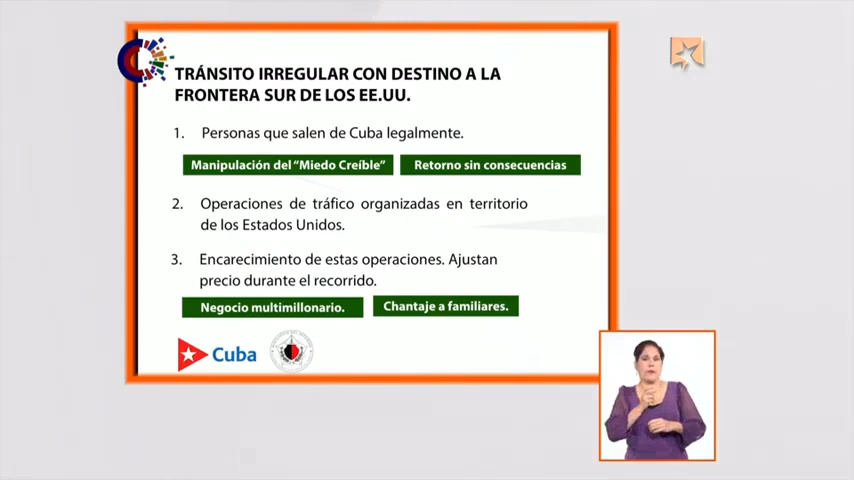 TRÁNSITO IRREGULAR CON DESTINO A LA
FRONTERA SUR DE LOS EE.UU.
1. Personas que salen de Cuba legalmente.
Manipulación del “Miedo Creíble”
Retorno sin consecuencias
2. Operaciones de tráfico organizadas en territorio
de los Estados Unidos.
3. Encarecimiento de estas operaciones. Ajustan
precio durante el recorrido.
Negocio multimillonario.
Chantaje a familiares.
Cuba